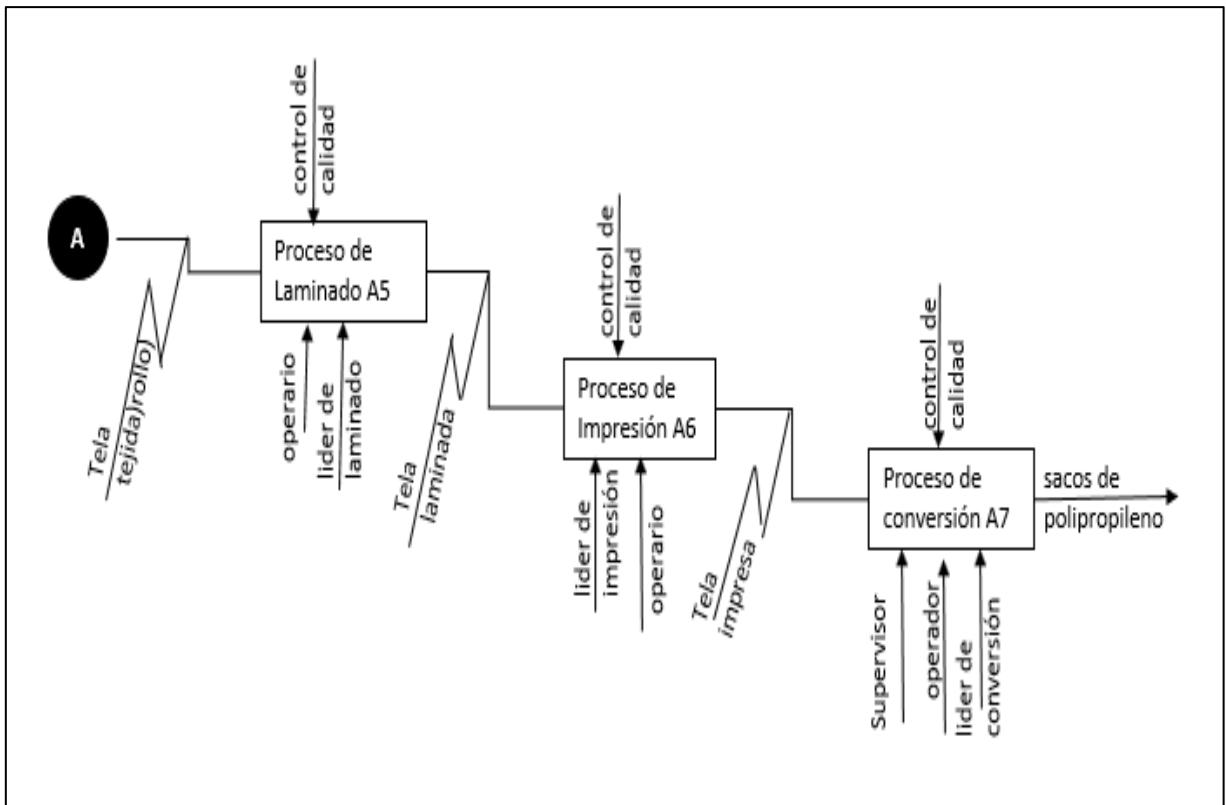 A
Tela
tejida)rollo)
control de
calidad
Proceso de
Laminado A5
operario
lider de
laminado
Tela
laminada
control de
calidad
Proceso de
Impresión A6
lider de
impresión
operario
Tela
impresa
control de
calidad
Proceso de
conversión A7
Supervisor
operador
lider de
conversión
sacos de
polipropileno